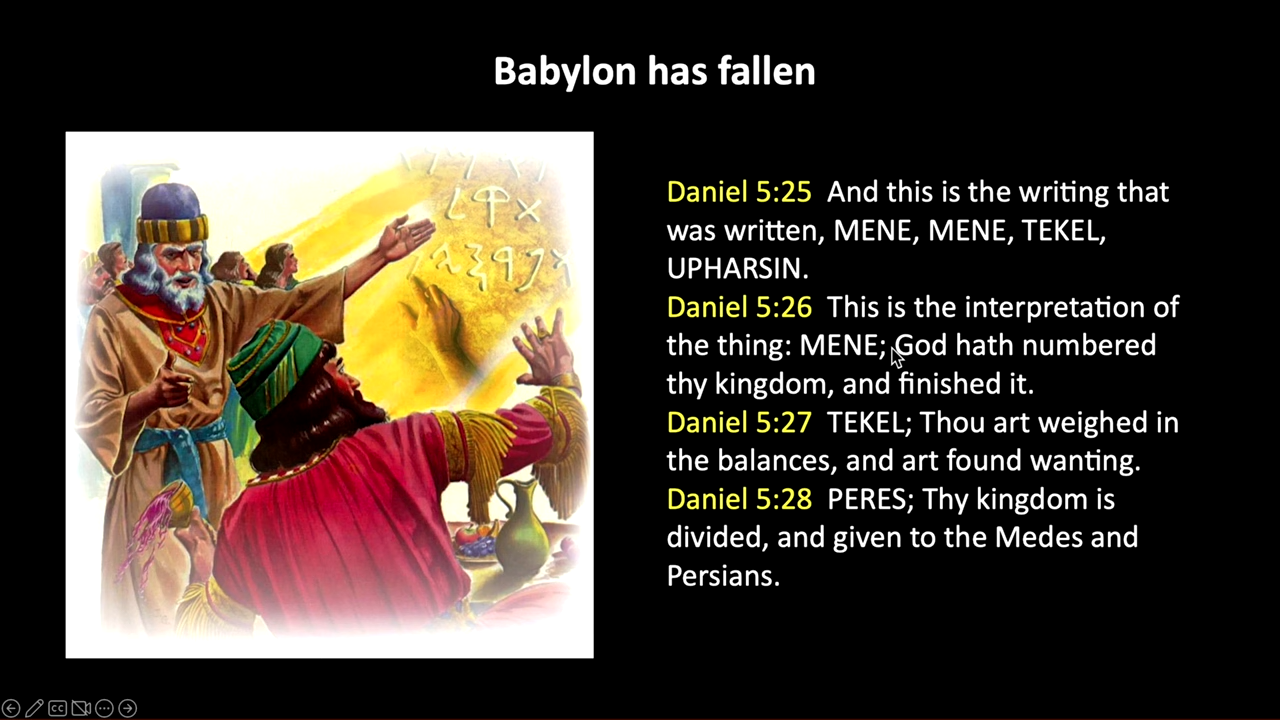 Babylon has fallen
Daniel 5:25 And this is the writing that
was written, MENE, MENE, TEKEL,
UPHARSIN.
Daniel 5:26 This is the interpretation of
the thing: MENE; God hath numbered
thy kingdom, and finished it.
Daniel 5:27 TEKEL; Thou art weighed in
the balances, and art found wanting.
Daniel 5:28 PERES; Thy kingdom is
divided, and given to the Medes and
Persians.